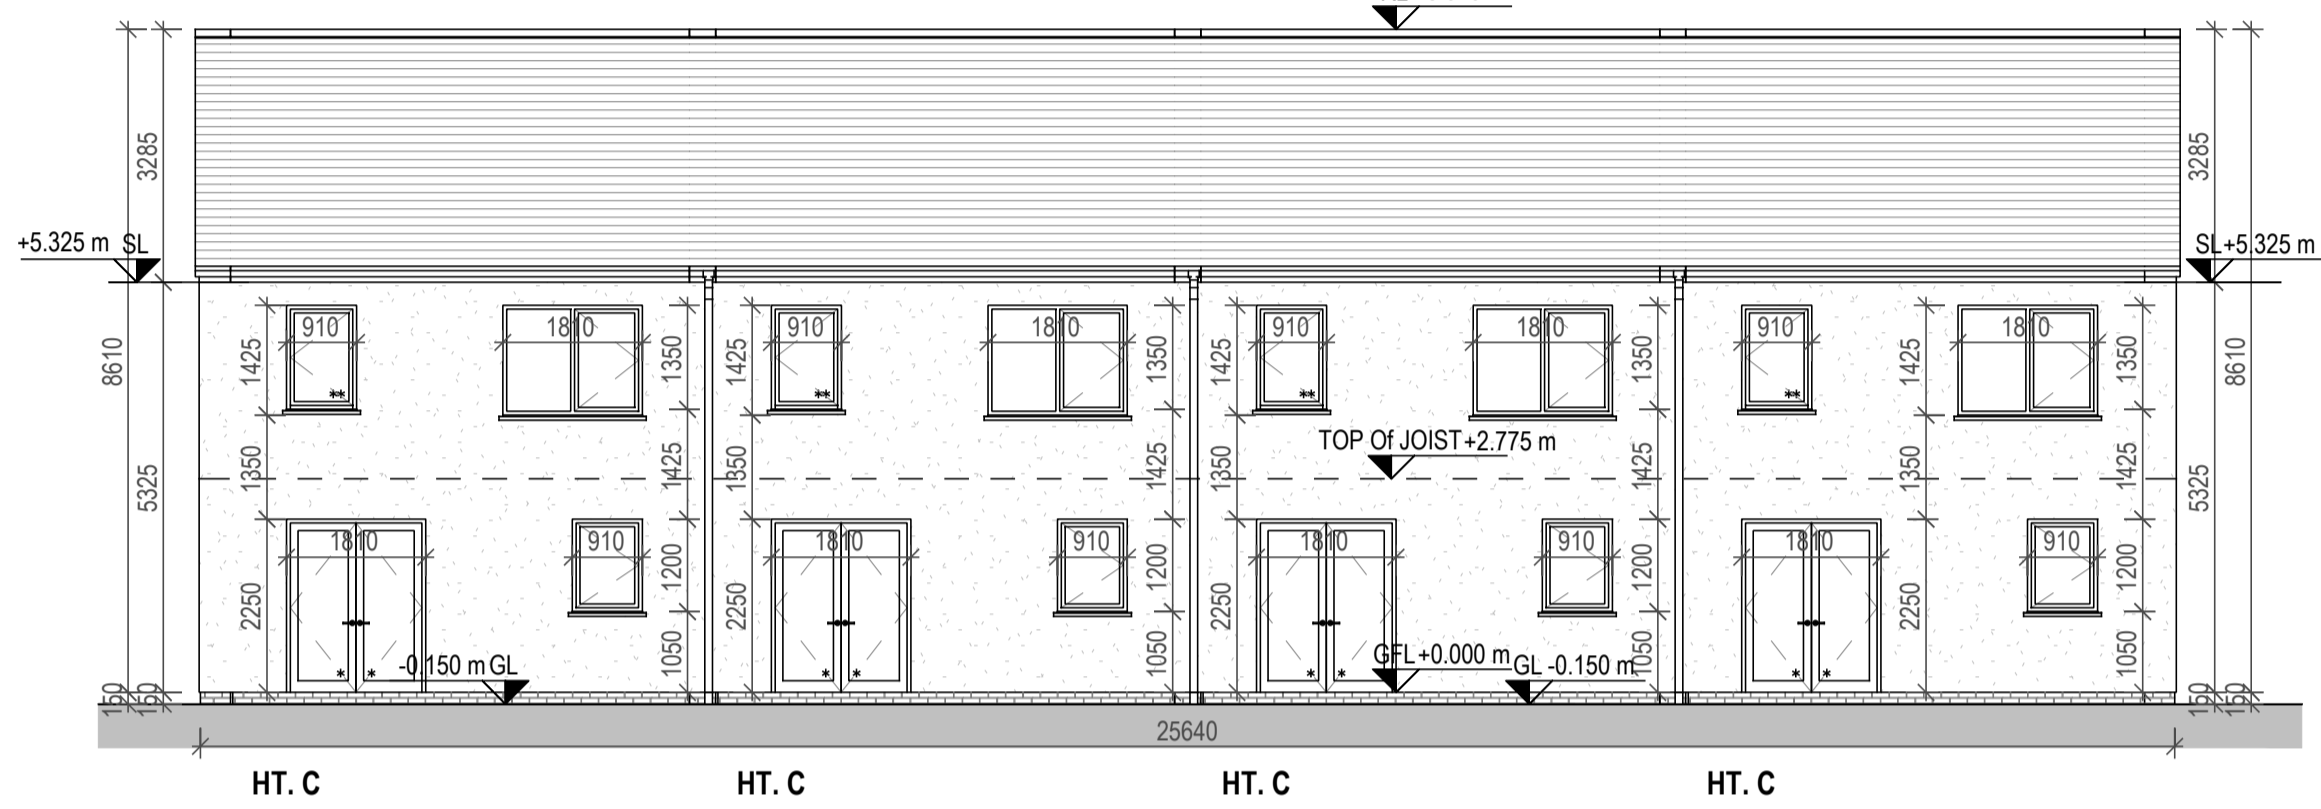 3285
3285
+5.325 m SL
SL+5.325 m
910 1810 910 1810 910 1810 910 1810
1425 1350 1425 1350 1425 1350 1425 1350
8610
8610
** ** ** **
TOP Of JOIST+2.775 m
1350 1425 1350 1425 1350 1425 1350 1425
5325
5325
1810 910 1810 910 1810 910 1810 910
2250 1200 2250 1200 2250 1200 2250 1200
1050 1050 1050 1050
* * * * * * * *
-0.150 m GL
GFL+0.000 m
GL -0.150 m
150 150
150 150
25640
HT. C HT. C HT. C HT. C